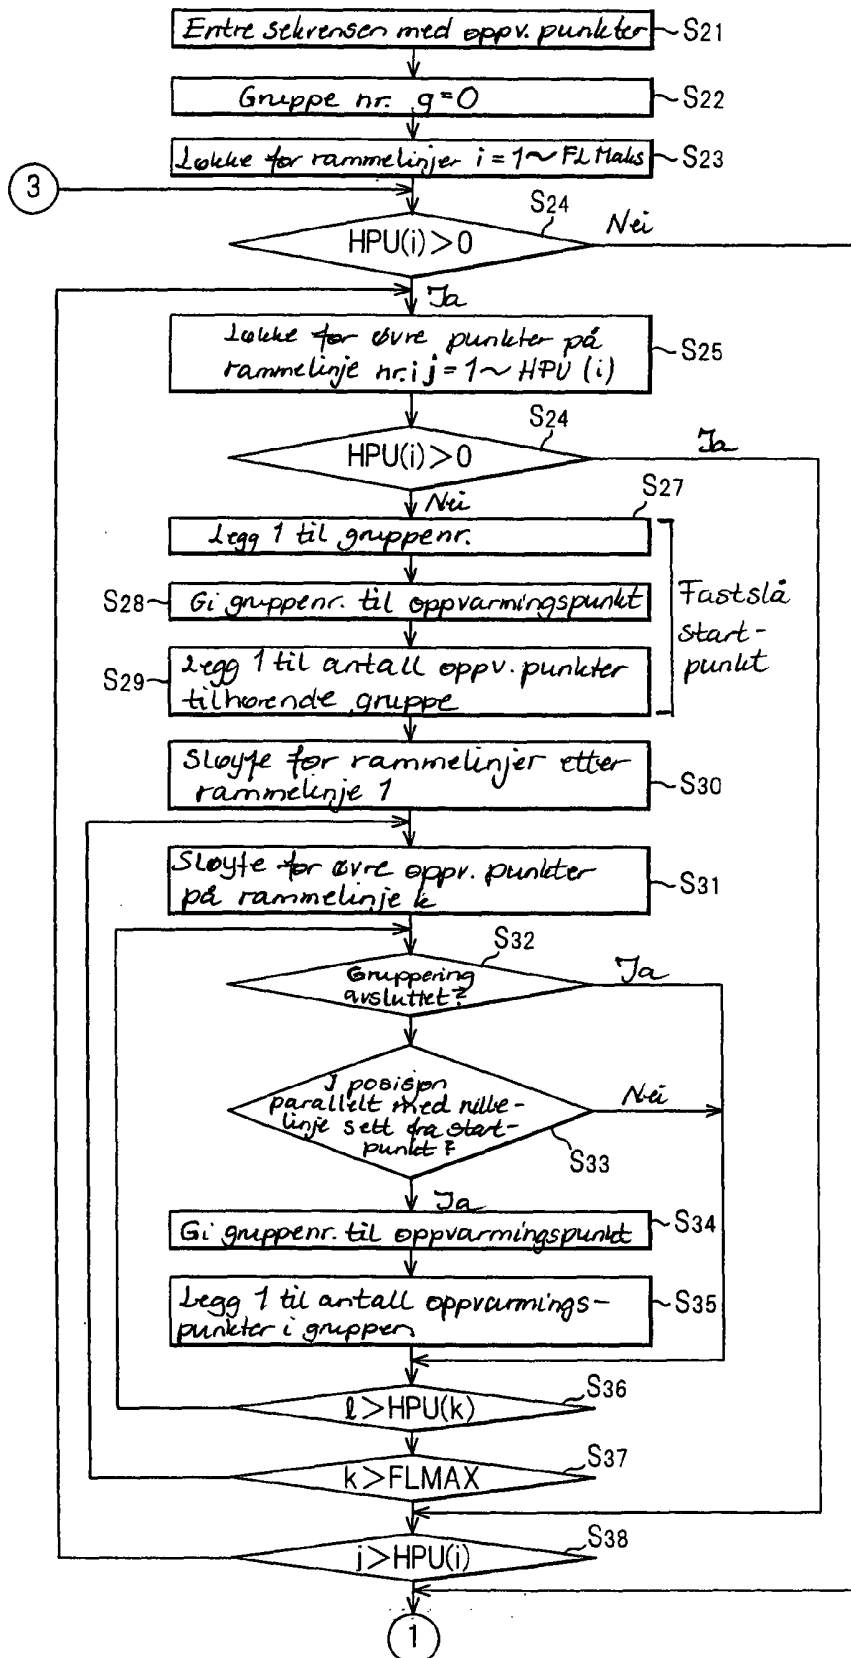 Entre sekvensen med oppv. punkter S21
Gruppe nr. g=0 S22
Løkke for rammelinjer i = 1 ~ FLMaks S23
3
S24
HPU(i)>0
Nei
Ja
Løkke for øvre punkter på
rammelinje nr. i j = 1 ~ HPU (i)
S25
S24
HPU(i)>0
Ja
Nei
S27
Legg 1 til gruppenr.
S28 Gi gruppenr. til oppvarmingspunkt
S29 Legg 1 til antall oppv. punkter
tilhørende gruppe
Fastslå
start-
punkt
Sløyfe for rammelinjer etter
rammelinje 1
S30
Sløyfe for øvre oppv. punkter
på rammelinje k
S31
S32
Gruppering
avsluttet?
Ja
I posisjon
parallelt med rulle-
linje sett fra start-
punkt?
Nei
S33
Ja
Gi gruppenr. til oppvarmingspunkt S34
Legg 1 til antall oppvarmings-
punkter i gruppen
S35
S36
l>HPU(k)
S37
k>FLMAX
S38
j>HPU(i)
1